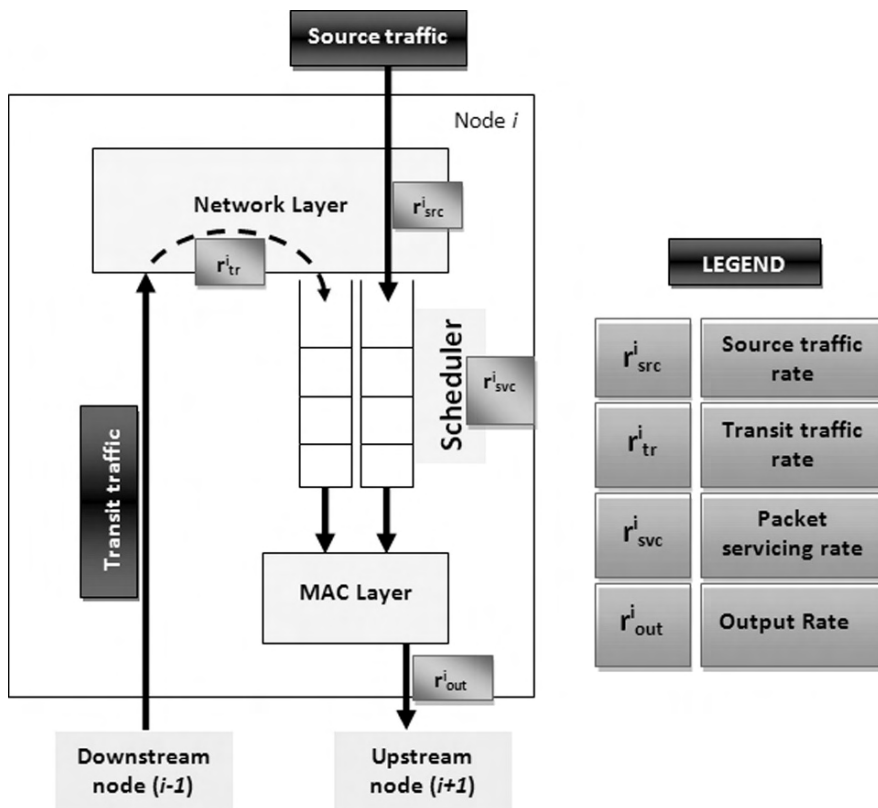 Source traffic
Node i
Network Layer
r^i_src
r^i_tr
Scheduler
r^i_svc
Transit traffic
MAC Layer
r^i_out
Downstream
node (i-1)
Upstream
node (i+1)
LEGEND
r^i_src
Source traffic
rate
r^i_tr
Transit traffic
rate
r^i_svc
Packet
servicing rate
r^i_out
Output Rate